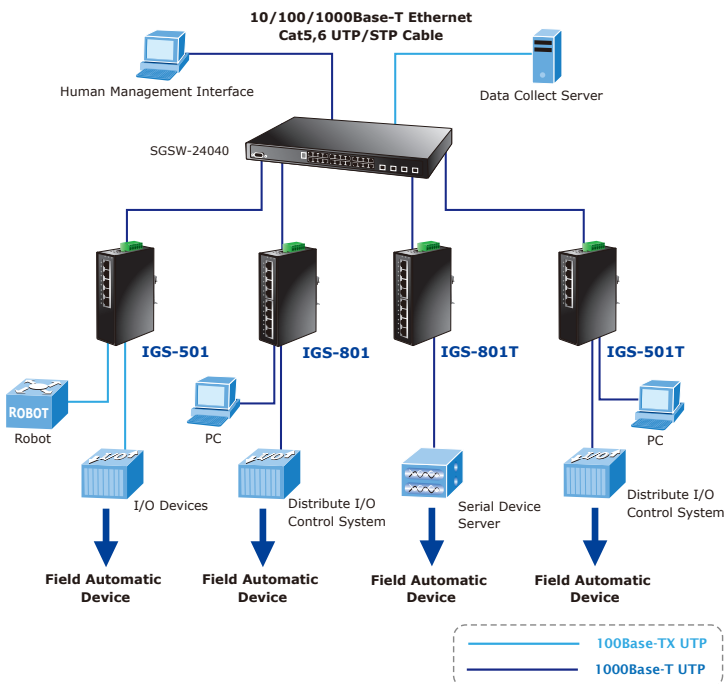 10/100/1000Base-T Ethernet
Cat5,6 UTP/STP Cable
Human Management Interface
Data Collect Server
SGSW-24040
IGS-501
IGS-801
IGS-801T
IGS-501T
ROBOT
Robot
PC
PC
I/O Devices
Distribute I/O
Control System
Serial Device
Server
Distribute I/O
Control System
Field Automatic
Device
Field Automatic
Device
Field Automatic
Device
Field Automatic
Device
100Base-TX UTP
1000Base-T UTP